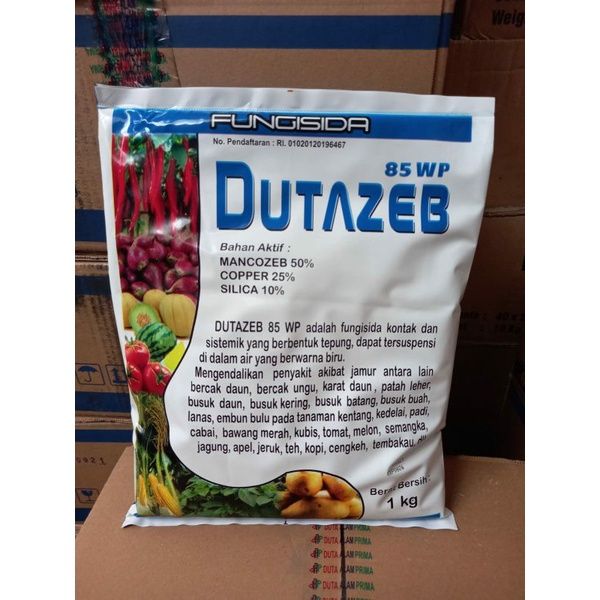 FUNGISIDA
No. Pendaftaran : RI. 01020120196467
85 WP
DUTAZEB
Bahan Aktif :
MANCOZEB 50%
COPPER 25%
SILICA 10%
DUTAZEB 85 WP adalah fungisida kontak dan
sistemik yang berbentuk tepung, dapat tersuspensi
di dalam air yang berwarna biru.
Mengendalikan penyakit akibat jamur antara lain
bercak daun, bercak ungu, karat daun, patah leher,
busuk daun, busuk kering, busuk batang, busuk buah,
lanas, embun bulu pada tanaman kentang, kedelai, padi,
cabai, bawang merah, kubis, tomat, melon, semangka,
jagung, apel, jeruk, teh, kopi, cengkeh, tembakau, dll
Berat Bersih :
1 kg
DUTA ALAM PRIMA
DUTA ALAM PRIMA
DUTA ALAM PRIMA